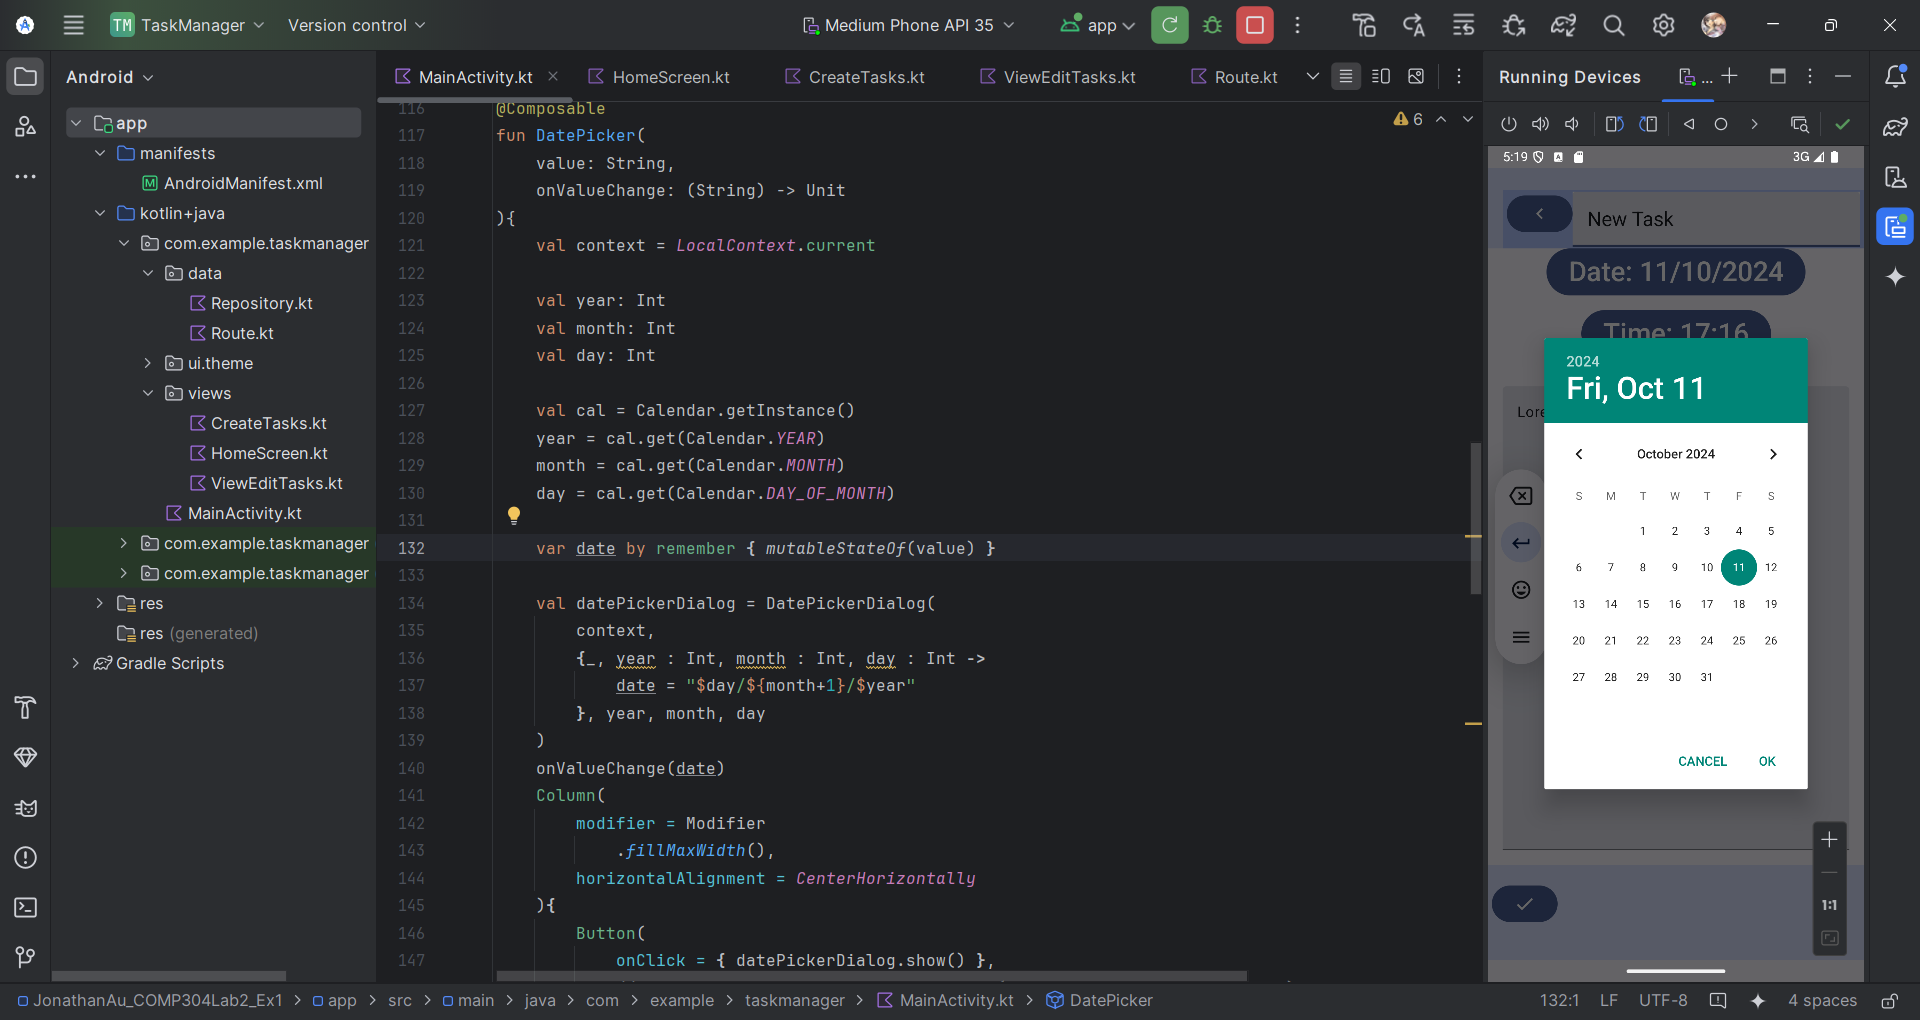 TM TaskManager Version control Medium Phone API 35 app
Android
MainActivity.kt HomeScreen.kt CreateTasks.kt ViewEditTasks.kt Route.kt
Running Devices ...
app
manifests
AndroidManifest.xml
kotlin+java
com.example.taskmanager
data
Repository.kt
Route.kt
ui.theme
views
CreateTasks.kt
HomeScreen.kt
ViewEditTasks.kt
MainActivity.kt
com.example.taskmanager
com.example.taskmanager
res
res (generated)
Gradle Scripts
6
116 @Composable
117 fun DatePicker(
118 value: String,
119 onValueChange: (String) -> Unit
120 ){
121 val context = LocalContext.current
122
123 val year: Int
124 val month: Int
125 val day: Int
126
127 val cal = Calendar.getInstance()
128 year = cal.get(Calendar.YEAR)
129 month = cal.get(Calendar.MONTH)
130 day = cal.get(Calendar.DAY_OF_MONTH)
131
132 var date by remember { mutableStateOf(value) }
133
134 val datePickerDialog = DatePickerDialog(
135 context,
136 {_, year : Int, month : Int, day : Int ->
137 date = "$day/${month+1}/$year"
138 }, year, month, day
139 )
140 onValueChange(date)
141 Column(
142 modifier = Modifier
143 .fillMaxWidth(),
144 horizontalAlignment = CenterHorizontally
145 ){
146 Button(
147 onClick = { datePickerDialog.show() },
5:19 3G
New Task
Date: 11/10/2024
Time: 17:16
Lore
2024
Fri, Oct 11
October 2024
S M T W T F S
1 2 3 4 5
6 7 8 9 10 11 12
13 14 15 16 17 18 19
20 21 22 23 24 25 26
27 28 29 30 31
CANCEL OK
1:1
JonathanAu_COMP304Lab2_Ex1 > app > src > main > java > com > example > taskmanager > MainActivity.kt > DatePicker
132:1 LF UTF-8 4 spaces